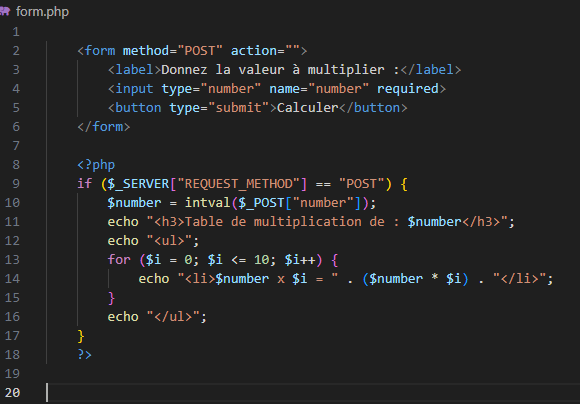 form.php
1
2 <form method="POST" action="">
3 <label>Donnez la valeur à multiplier :</label>
4 <input type="number" name="number" required>
5 <button type="submit">Calculer</button>
6 </form>
7
8 <?php
9 if ($_SERVER["REQUEST_METHOD"] == "POST") {
10 $number = intval($_POST["number"]);
11 echo "<h3>Table de multiplication de : $number</h3>";
12 echo "<ul>";
13 for ($i = 0; $i <= 10; $i++) {
14 echo "<li>$number x $i = " . ($number * $i) . "</li>";
15 }
16 echo "</ul>";
17 }
18 ?>
19
20